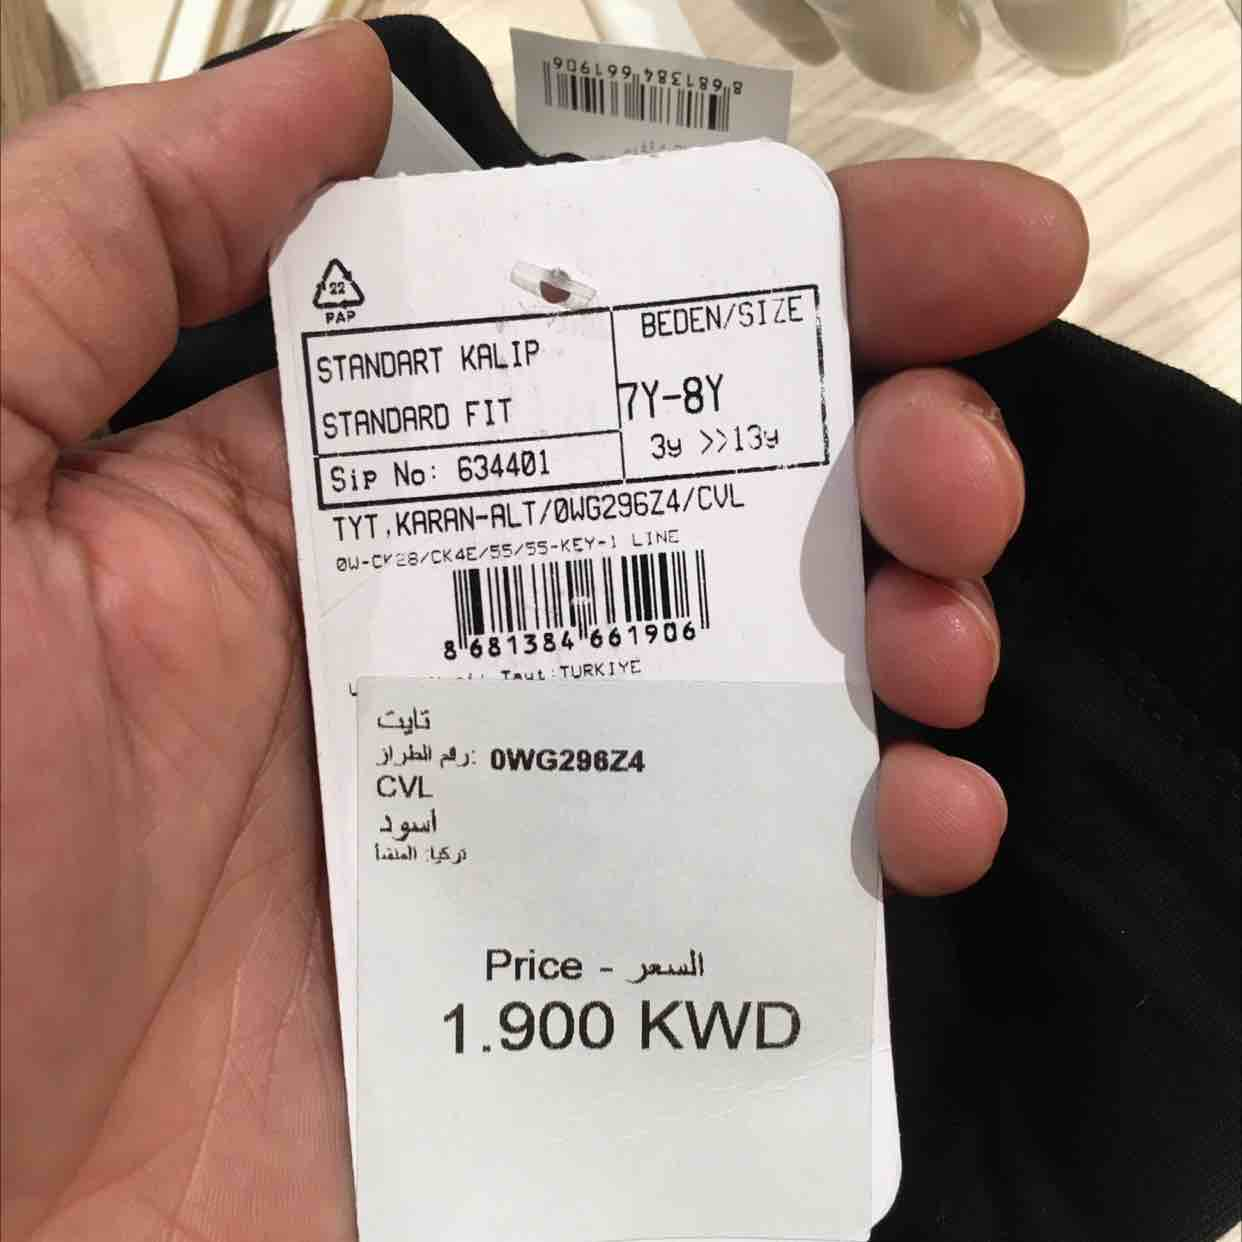 8 681384 661906
22
PAP
STANDART KALIP
STANDARD FIT
BEDEN/SIZE
7Y-8Y
3y >>13y
Sip No: 634401
TYT,KARAN-ALT/0WG296Z4/CVL
0W-CK28/CK4E/55/55-KEY-1 LINE
8 681384 661906
TURKIYE
تايت
رقم الطراز: 0WG296Z4
CVL
اسود
تركيا: المنشأ
Price - السعر
1.900 KWD